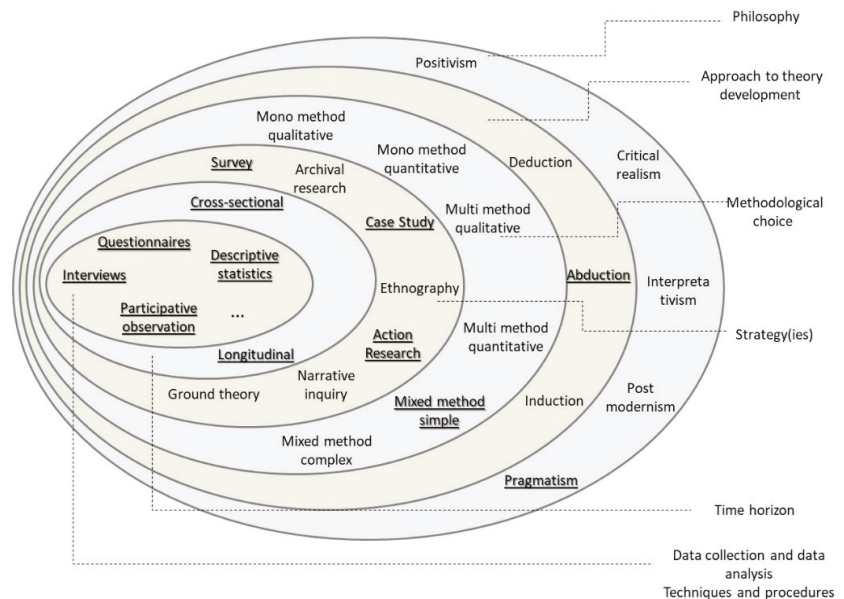 Philosophy
Positivism
Approach to theory
development
Mono method
qualitative
Mono method
quantitative
Deduction
Critical
realism
Survey
Archival
research
Cross-sectional
Case Study
Multi method
qualitative
Methodological
choice
Questionnaires
Descriptive
statistics
Interviews
Abduction
Interpreta
tivism
Ethnography
Participative
observation
...
Strategy(ies)
Multi method
quantitative
Action
Research
Longitudinal
Narrative
inquiry
Ground theory
Mixed method
simple
Induction
Post
modernism
Mixed method
complex
Pragmatism
Time horizon
Data collection and data
analysis
Techniques and procedures